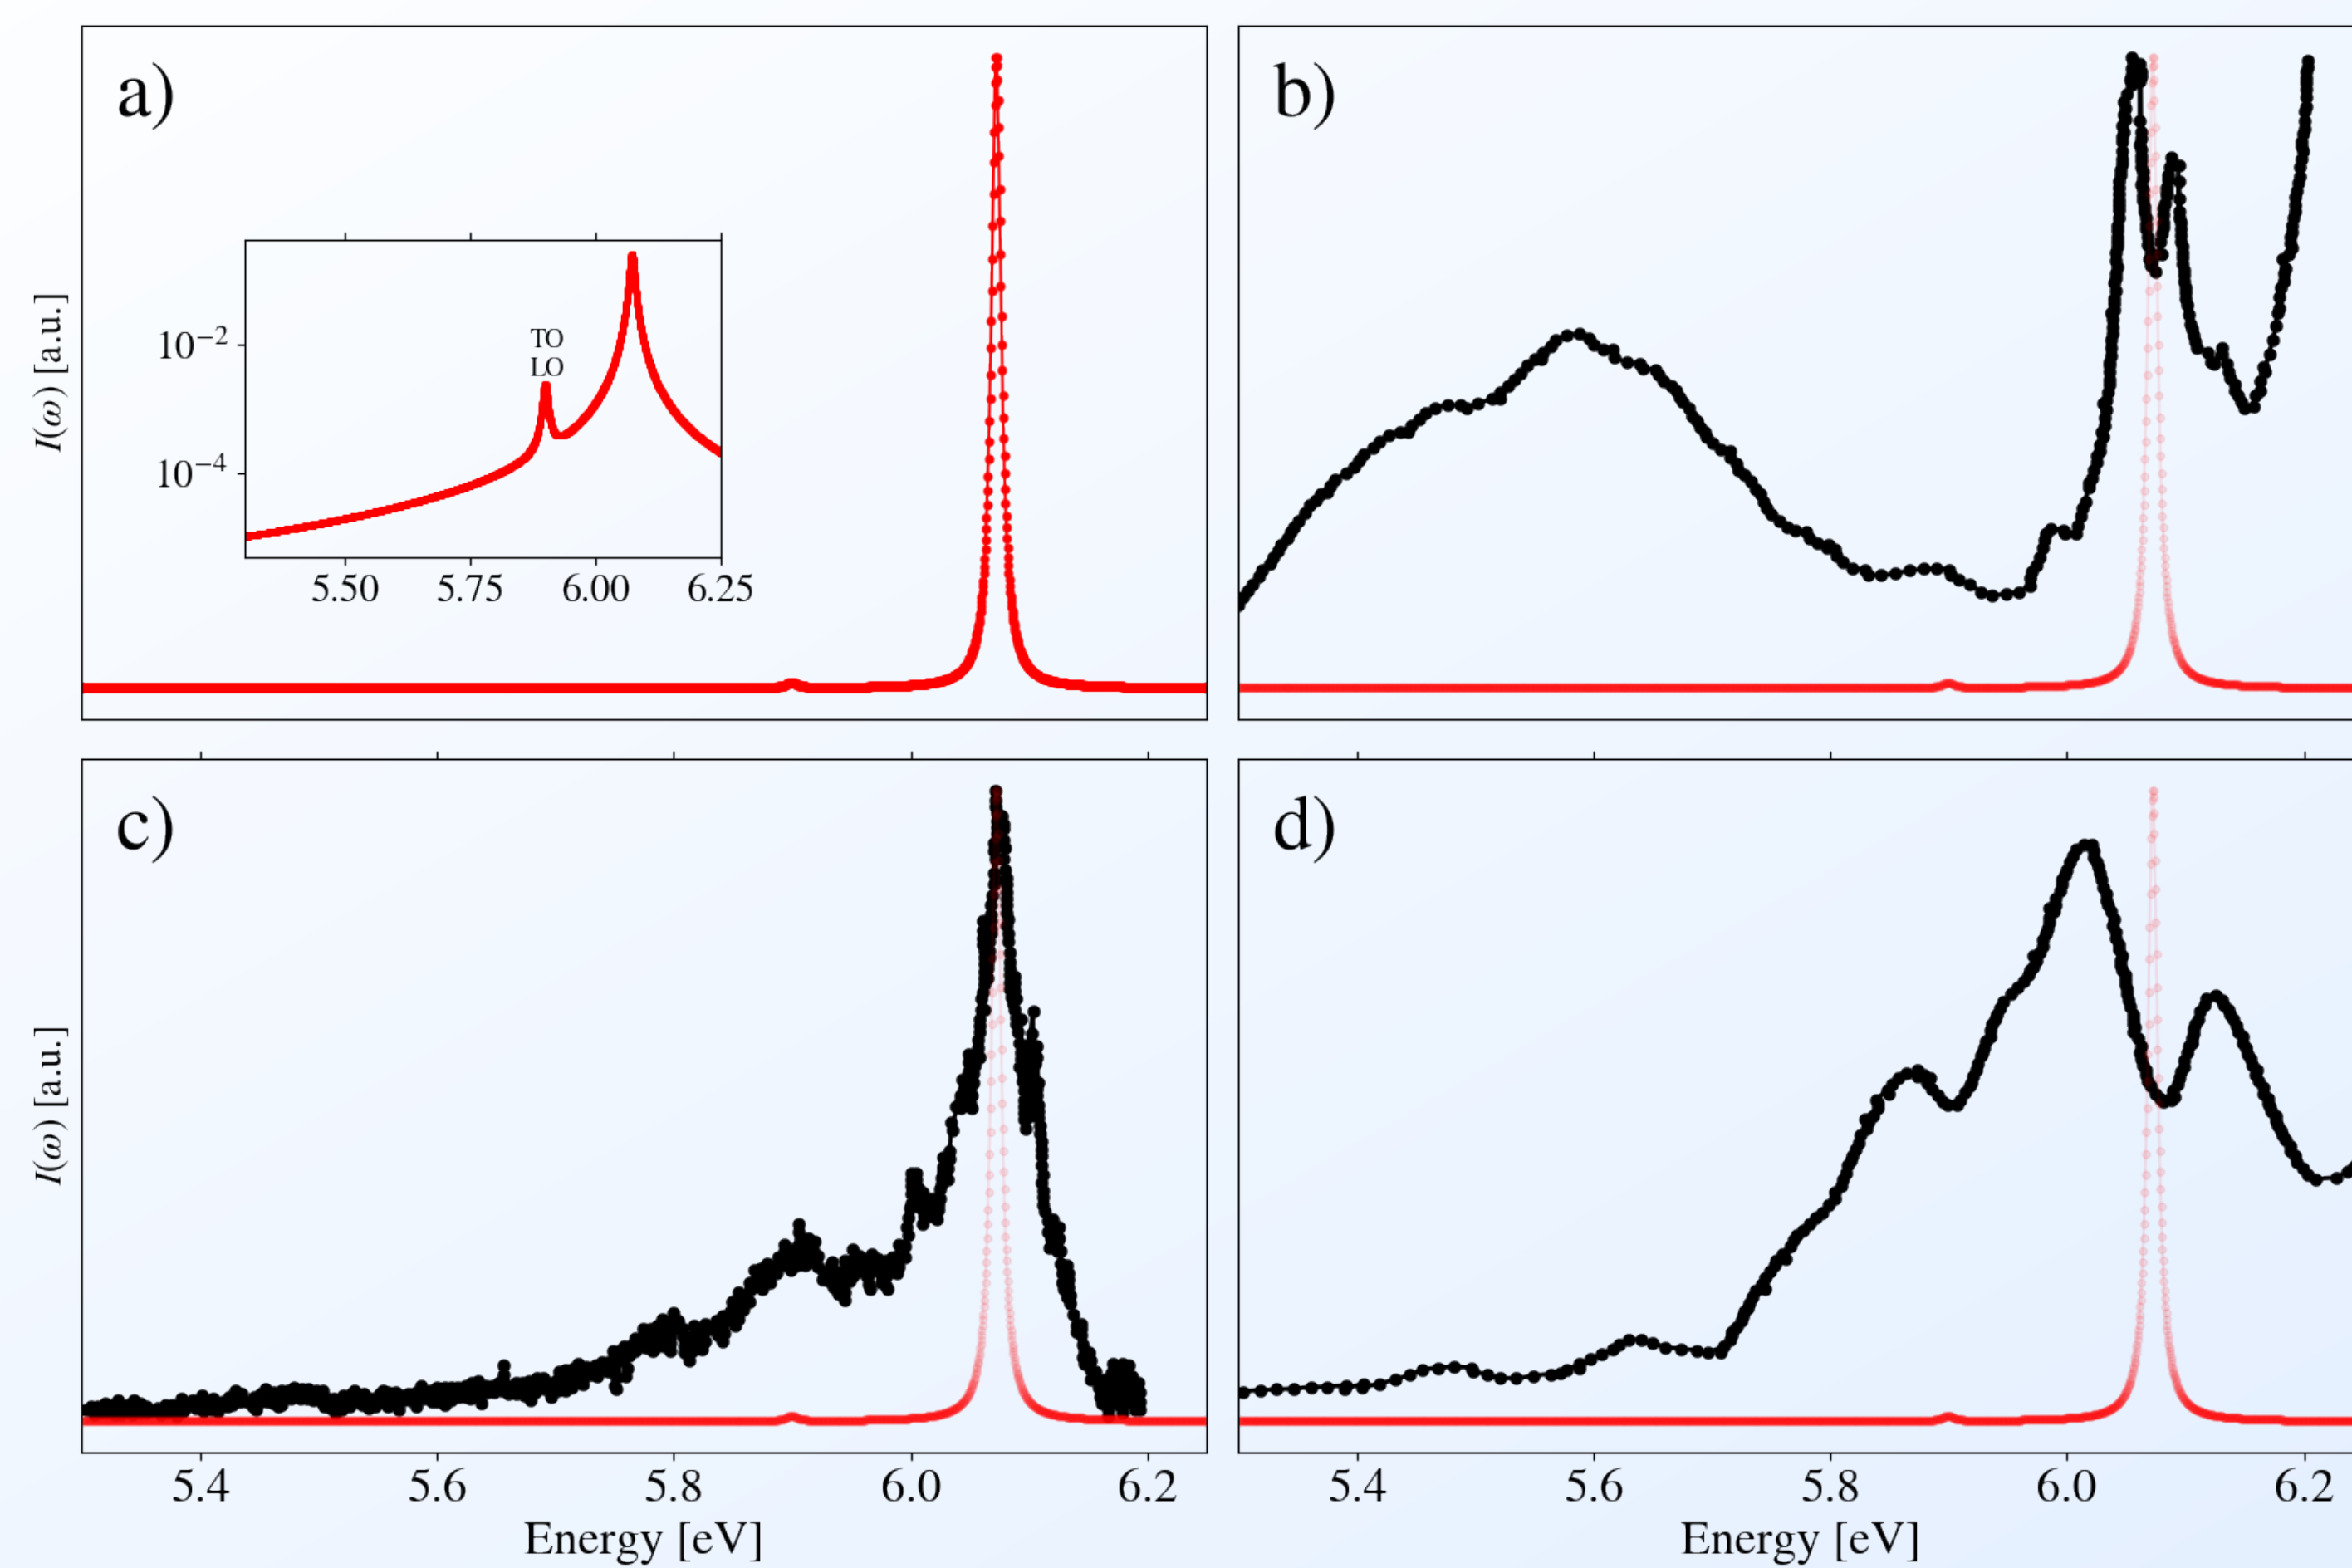 a)
I(ω) [a.u.]
TO
LO
10⁻²
10⁻⁴
5.50 5.75 6.00 6.25
b)
c)
I(ω) [a.u.]
5.4 5.6 5.8 6.0 6.2
Energy [eV]
d)
5.4 5.6 5.8 6.0 6.2
Energy [eV]